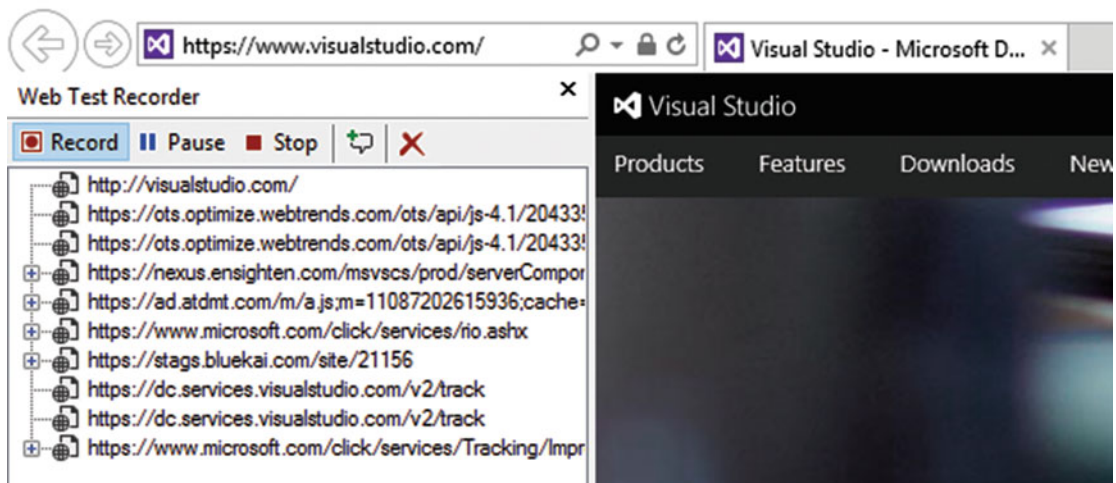 https://www.visualstudio.com/
Visual Studio - Microsoft D...
Web Test Recorder
Record Pause Stop
http://visualstudio.com/
https://ots.optimize.webtrends.com/ots/api/js-4.1/204335
https://ots.optimize.webtrends.com/ots/api/js-4.1/204335
https://nexus.ensighten.com/msvscs/prod/serverCompor
https://ad.atdmt.com/m/a.js;m=11087202615936;cache=
https://www.microsoft.com/click/services/rio.ashx
https://stags.bluekai.com/site/21156
https://dc.services.visualstudio.com/v2/track
https://dc.services.visualstudio.com/v2/track
https://www.microsoft.com/click/services/Tracking/Impr
Visual Studio
Products Features Downloads New